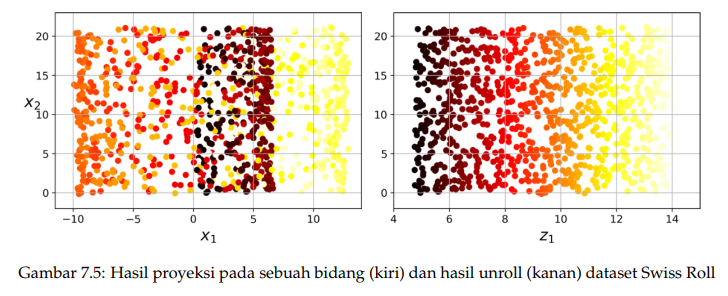 20
15
x₂
10
5
0
−10 −5 0 5 10
x₁
20
15
10
5
0
4 6 8 10 12 14
z₁
Gambar 7.5: Hasil proyeksi pada sebuah bidang (kiri) dan hasil unroll (kanan) dataset Swiss Roll